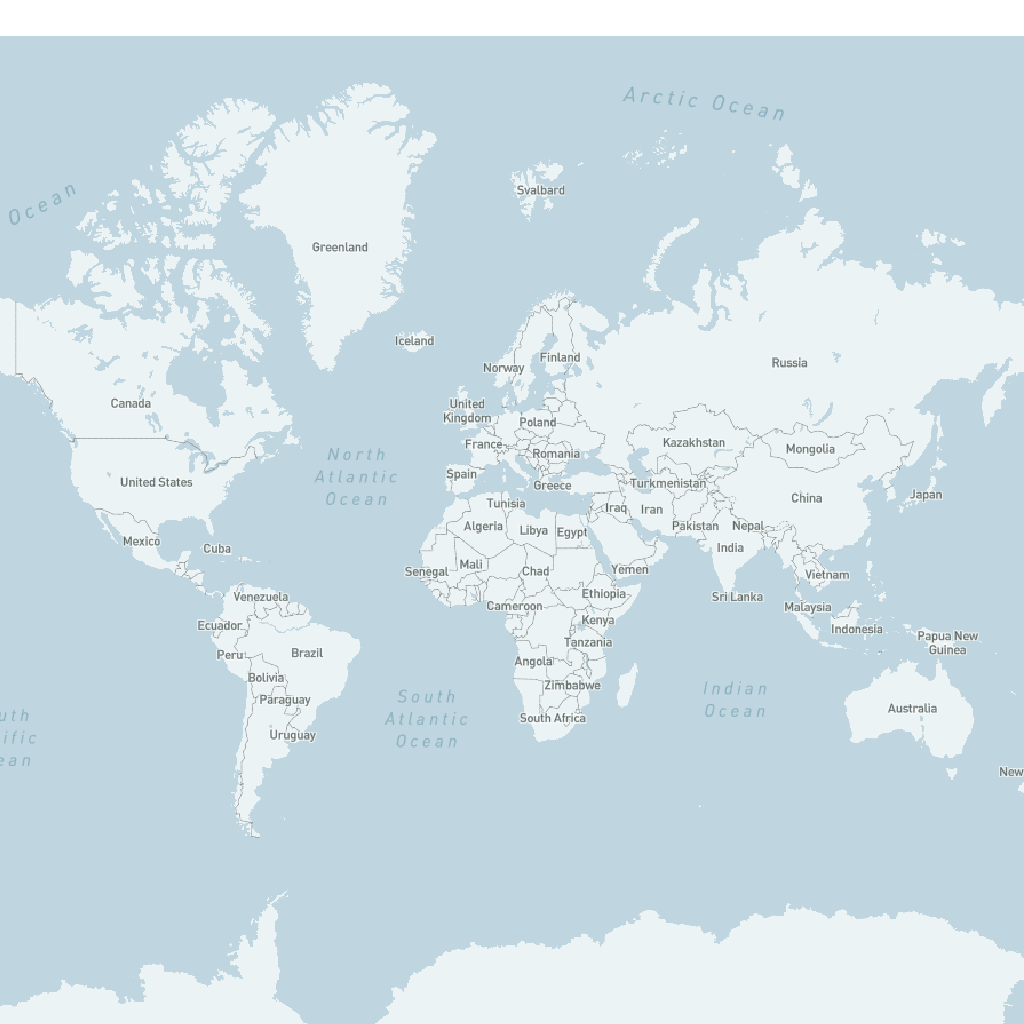 Arctic Ocean
Ocean
Svalbard
Greenland
Iceland
Norway
Finland
Russia
Canada
United
Kingdom
Poland
France
Romania
Kazakhstan
Mongolia
North
Atlantic
Ocean
United States
Spain
Greece
Turkmenistan
China
Japan
Tunisia
Iraq
Iran
Algeria
Libya
Egypt
Pakistan
Nepal
India
Mexico
Cuba
Senegal
Mali
Chad
Yemen
Vietnam
Venezuela
Cameroon
Ethiopia
Sri Lanka
Malaysia
Ecuador
Kenya
Indonesia
Papua New
Guinea
Peru
Brazil
Tanzania
Bolivia
Angola
Zimbabwe
Paraguay
South
Atlantic
Ocean
Indian
Ocean
Australia
South Africa
Uruguay
uth
ific
ean
New